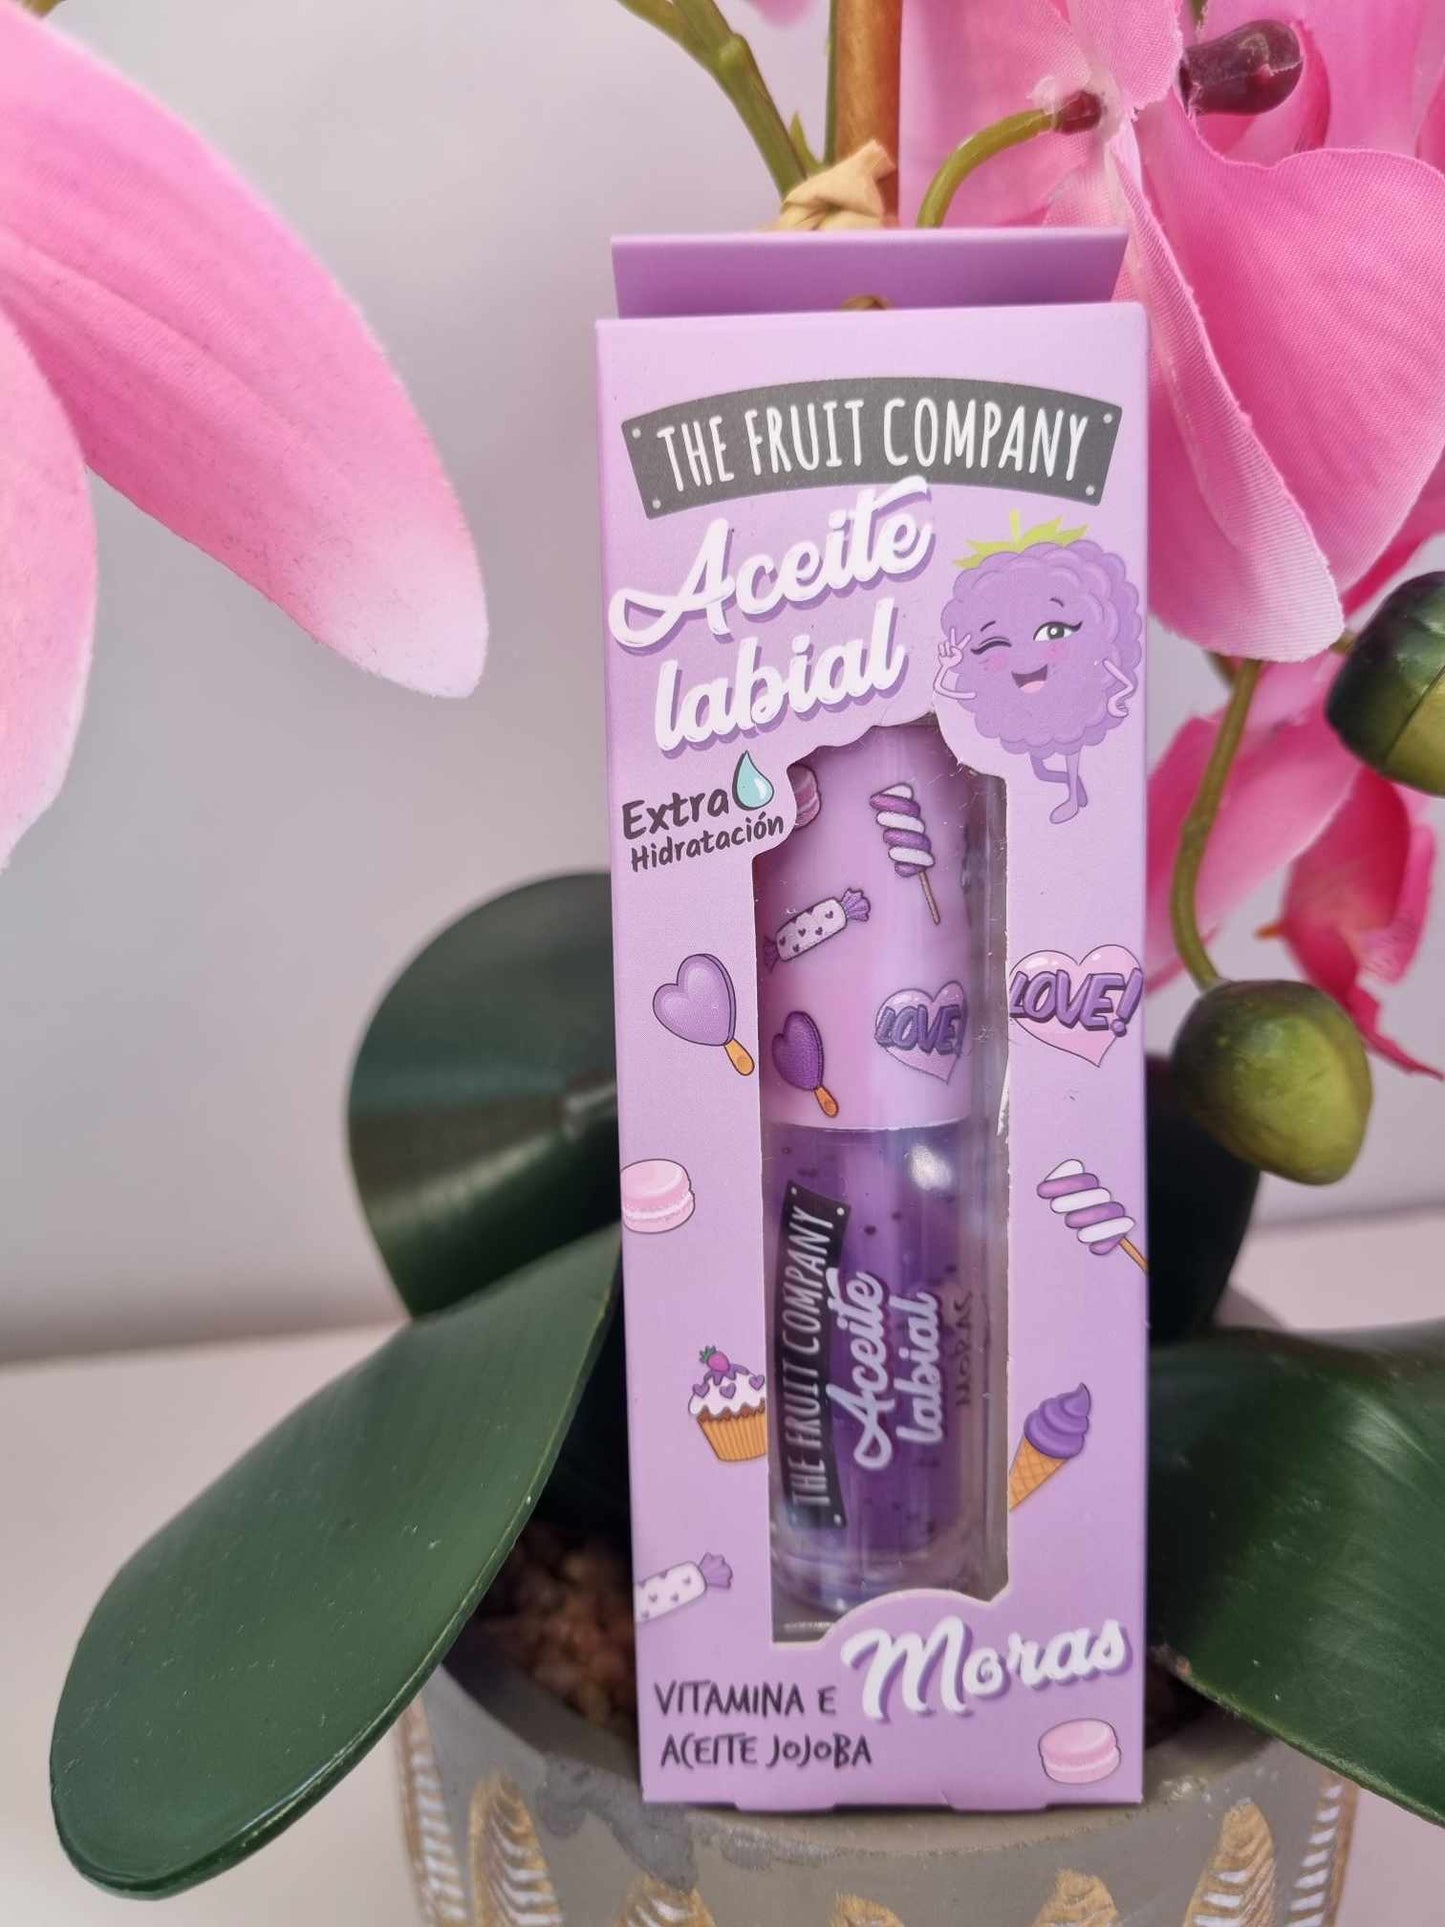 THE FRUIT COMPANY
Aceite
labial
Extra
Hidratación
LOVE!
LOVE!
THE FRUIT COMPANY
Aceite
labial
MORAS
Moras
VITAMINA E
ACEITE JOJOBA